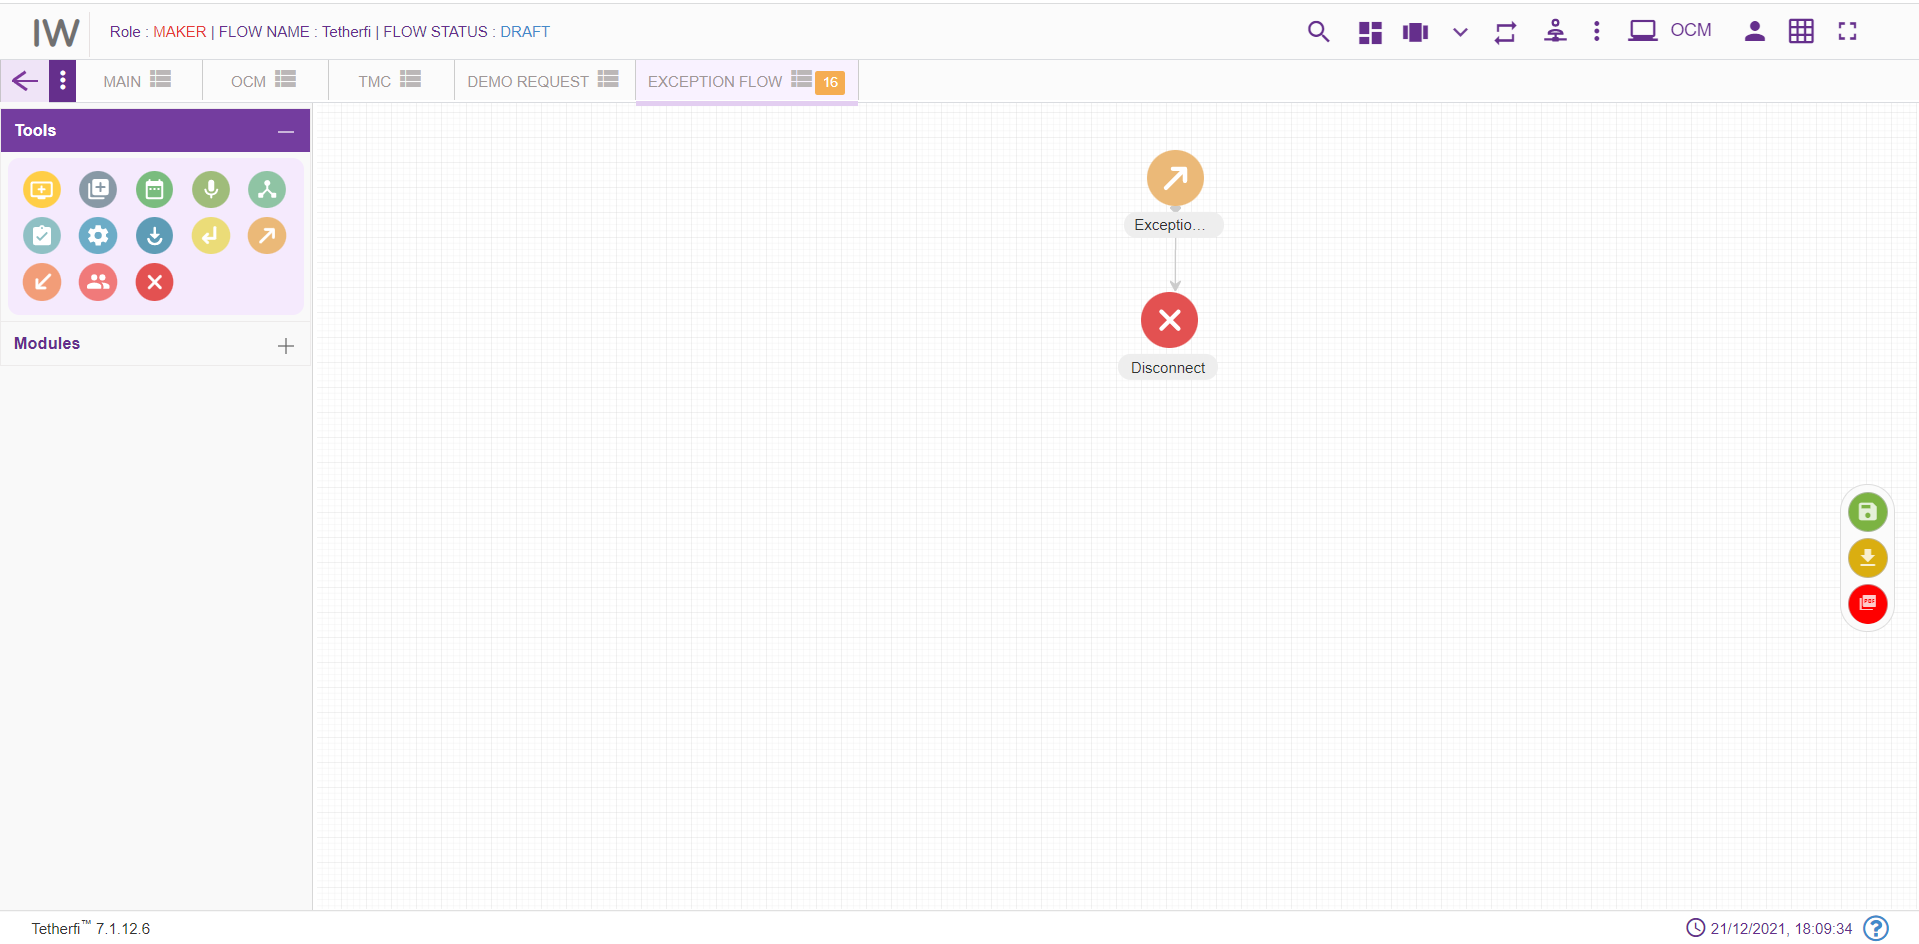 IW
Role : MAKER | FLOW NAME : Tetherfi | FLOW STATUS : DRAFT
OCM
MAIN
OCM
TMC
DEMO REQUEST
EXCEPTION FLOW
16
Tools
Modules
Exceptio...
Disconnect
PDF
Tetherfi™ 7.1.12.6
21/12/2021, 18:09:34
?